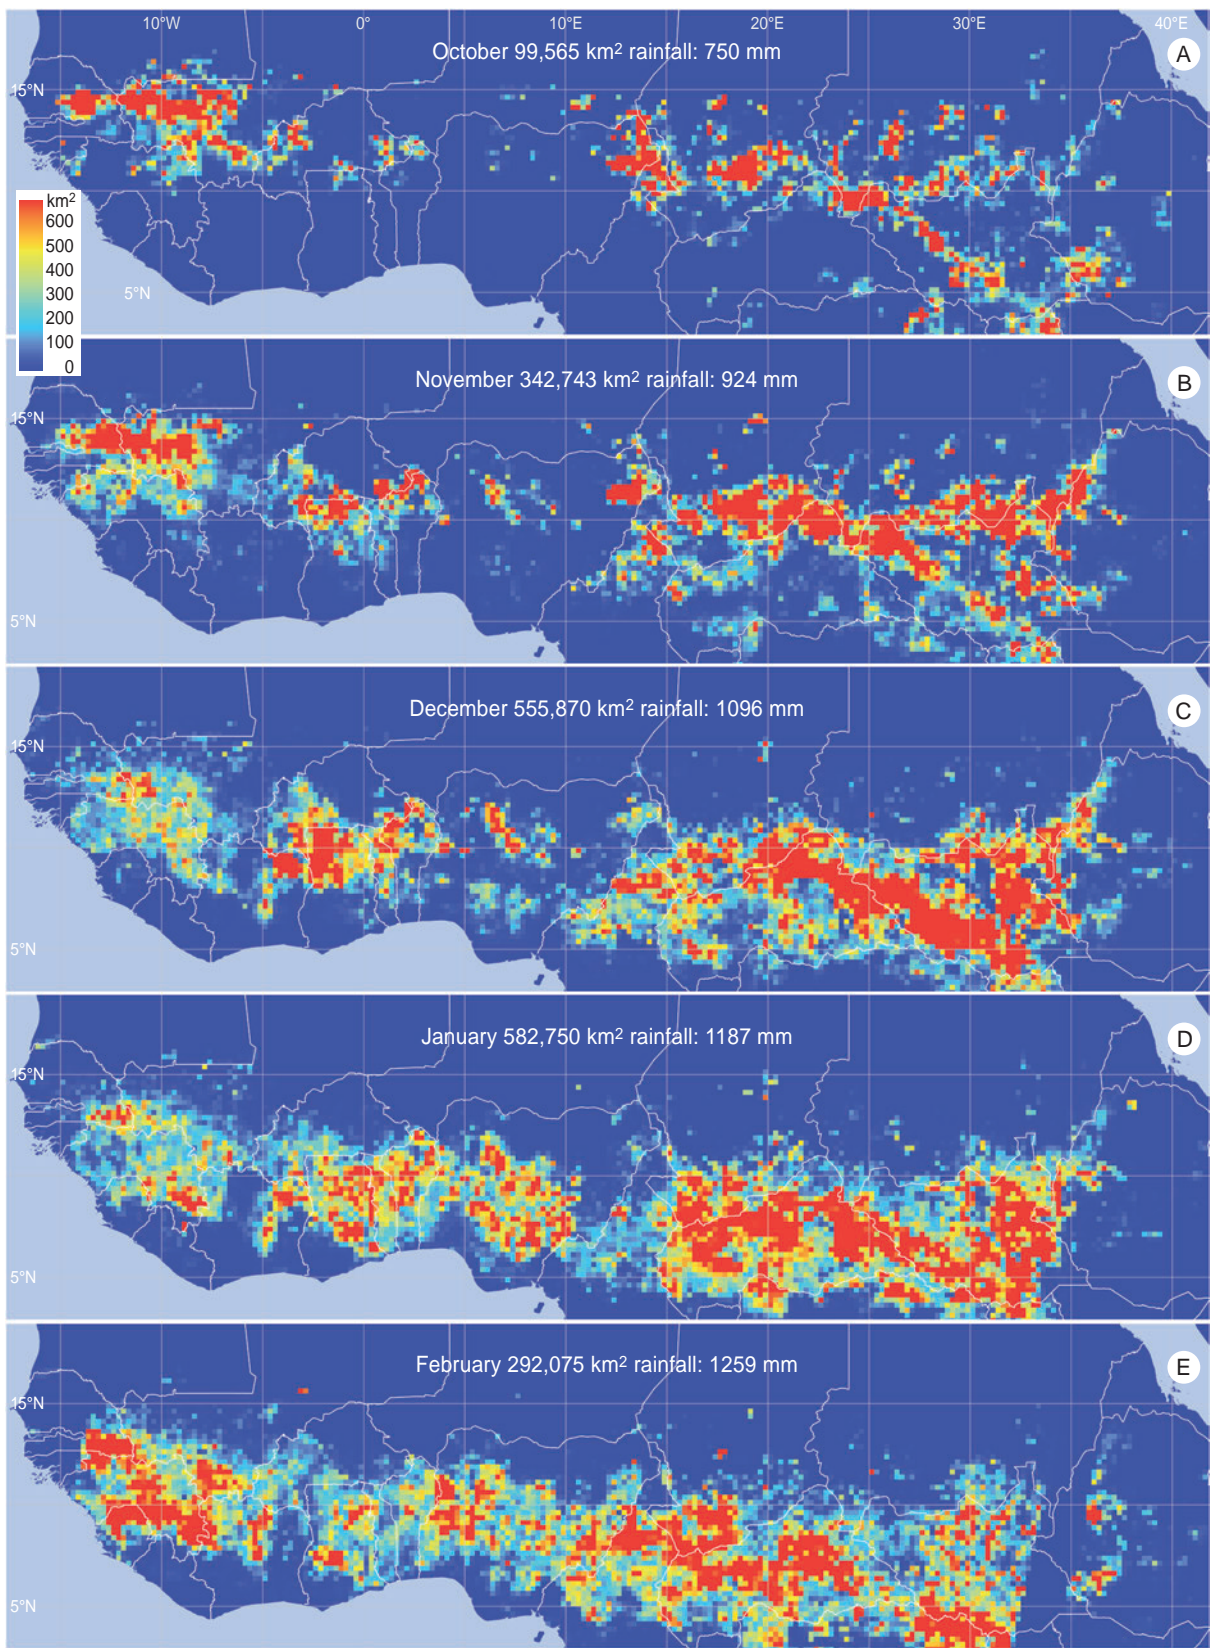 10°W 0° 10°E 20°E 30°E 40°E
October 99,565 km² rainfall: 750 mm
A
15°N
km²
600
500
400
300
200
100
0
5°N
November 342,743 km² rainfall: 924 mm
B
15°N
5°N
December 555,870 km² rainfall: 1096 mm
C
15°N
5°N
January 582,750 km² rainfall: 1187 mm
D
15°N
5°N
February 292,075 km² rainfall: 1259 mm
E
15°N
5°N